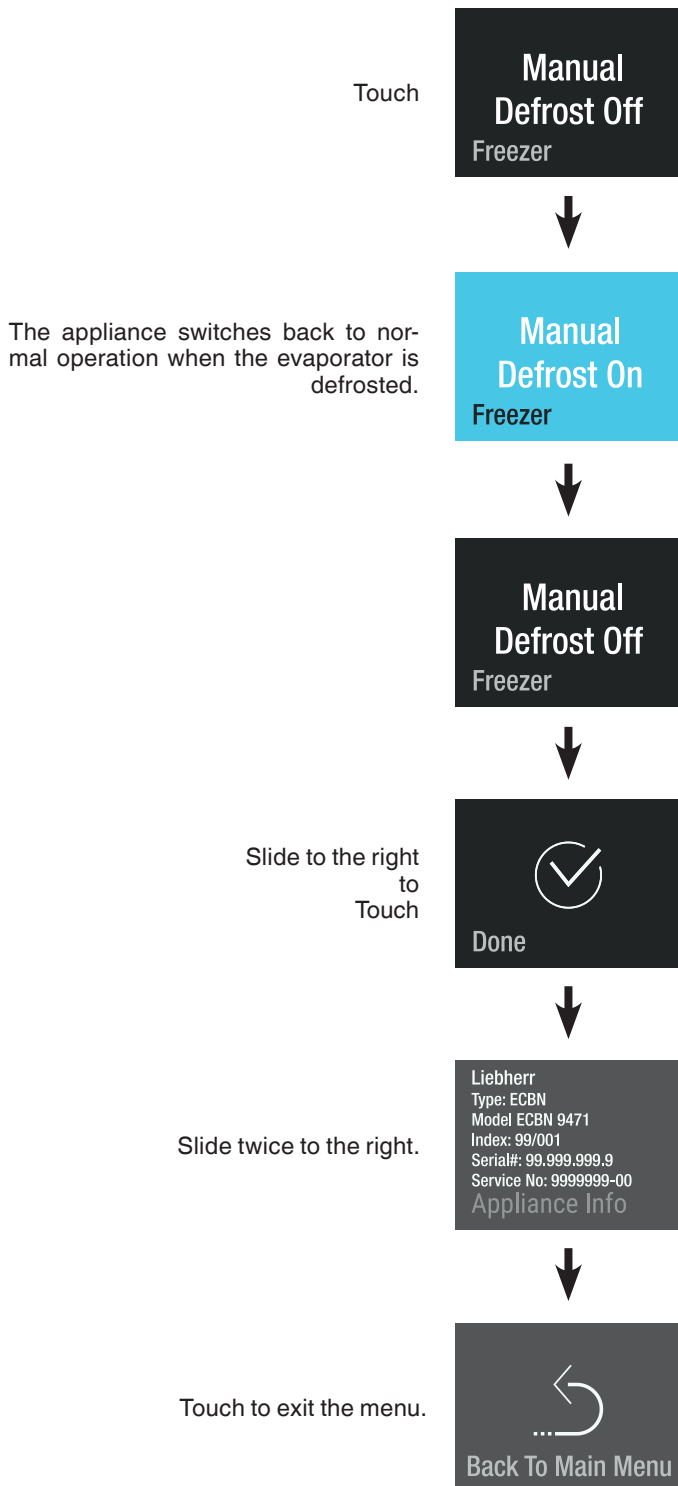 Touch
Manual
Defrost Off
Freezer
The appliance switches back to nor-
mal operation when the evaporator is
defrosted.
Manual
Defrost On
Freezer
Manual
Defrost Off
Freezer
Slide to the right
to
Touch
Done
Slide twice to the right.
Liebherr
Type: ECBN
Model ECBN 9471
Index: 99/001
Serial#: 99.999.999.9
Service No: 9999999-00
Appliance Info
Touch to exit the menu.
Back To Main Menu